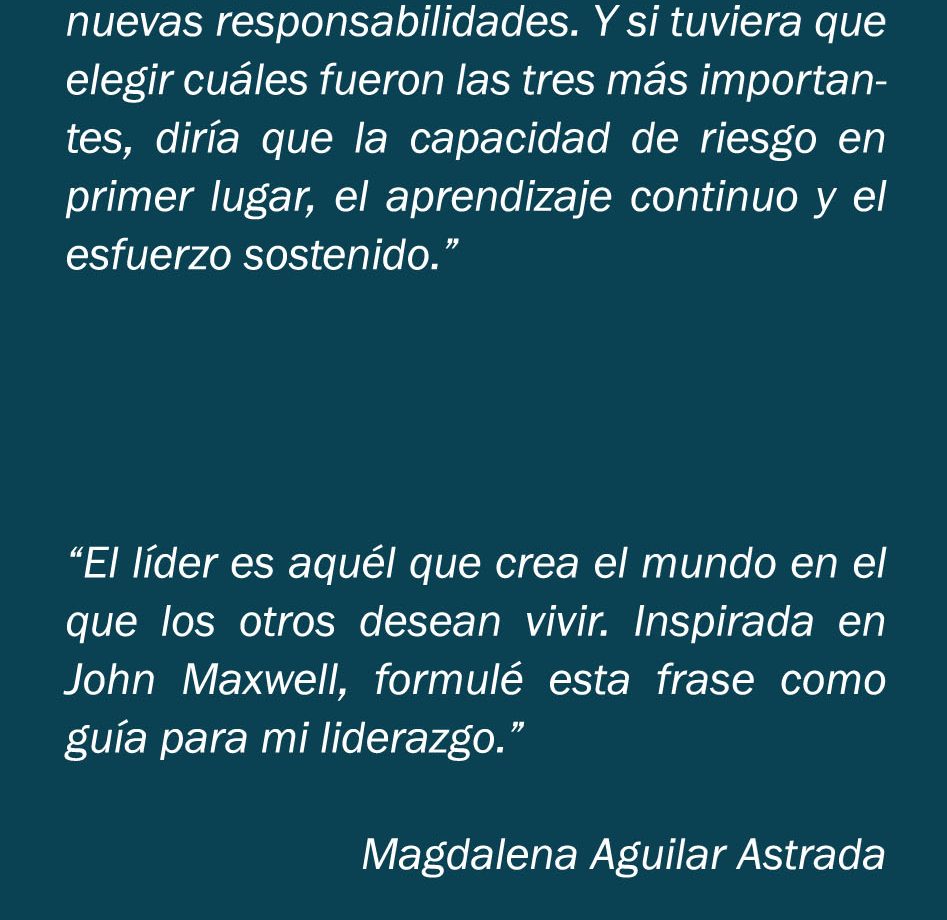 nuevas responsabilidades. Y si tuviera que
elegir cuáles fueron las tres más importan-
tes, diría que la capacidad de riesgo en
primer lugar, el aprendizaje continuo y el
esfuerzo sostenido.”
“El líder es aquél que crea el mundo en el
que los otros desean vivir. Inspirada en
John Maxwell, formulé esta frase como
guía para mi liderazgo.”
Magdalena Aguilar Astrada